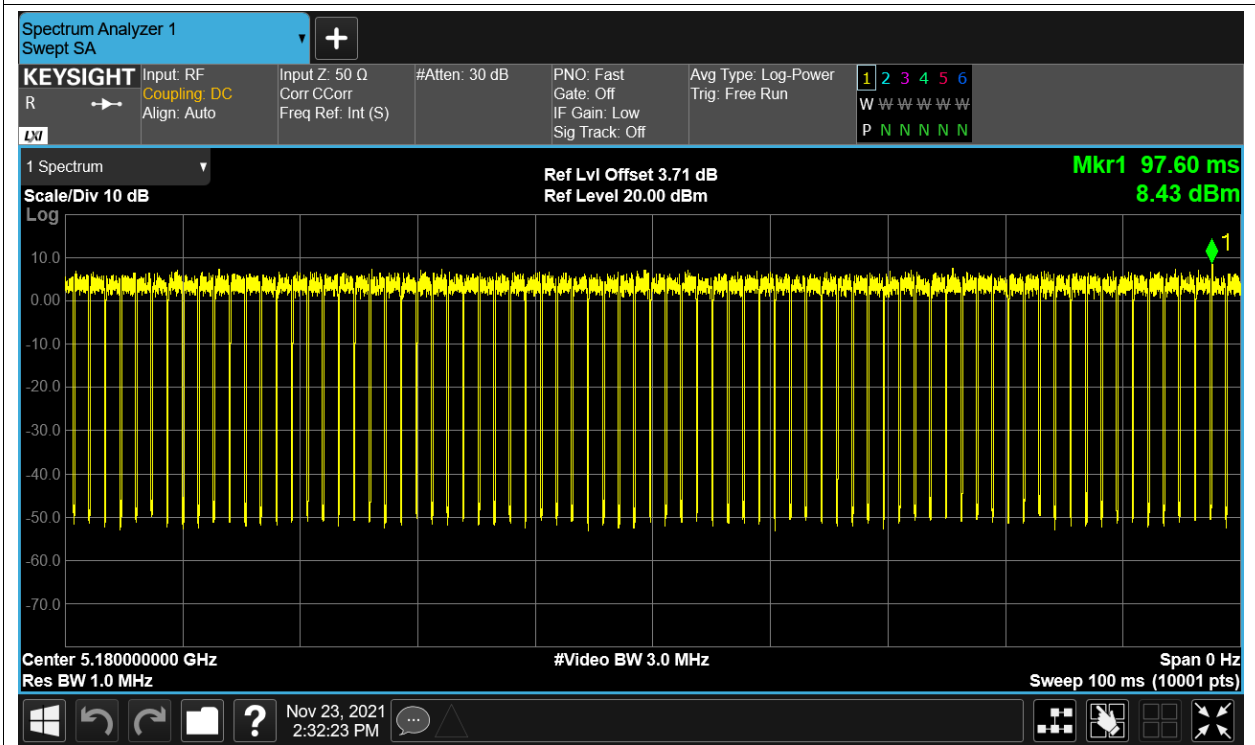 Spectrum Analyzer 1
Swept SA
KEYSIGHT
R
LXI
Input: RF
Coupling: DC
Align: Auto
Input Z: 50 Ω
Corr CCorr
Freq Ref: Int (S)
#Atten: 30 dB
PNO: Fast
Gate: Off
IF Gain: Low
Sig Track: Off
Avg Type: Log-Power
Trig: Free Run
1 2 3 4 5 6
W W W W W W
P N N N N N
1 Spectrum
Scale/Div 10 dB
Ref Lvl Offset 3.71 dB
Ref Level 20.00 dBm
Mkr1 97.60 ms
8.43 dBm
Log
1
10.0
0.00
-10.0
-20.0
-30.0
-40.0
-50.0
-60.0
-70.0
Center 5.180000000 GHz
Res BW 1.0 MHz
#Video BW 3.0 MHz
Span 0 Hz
Sweep 100 ms (10001 pts)
?
Nov 23, 2021
2:32:23 PM